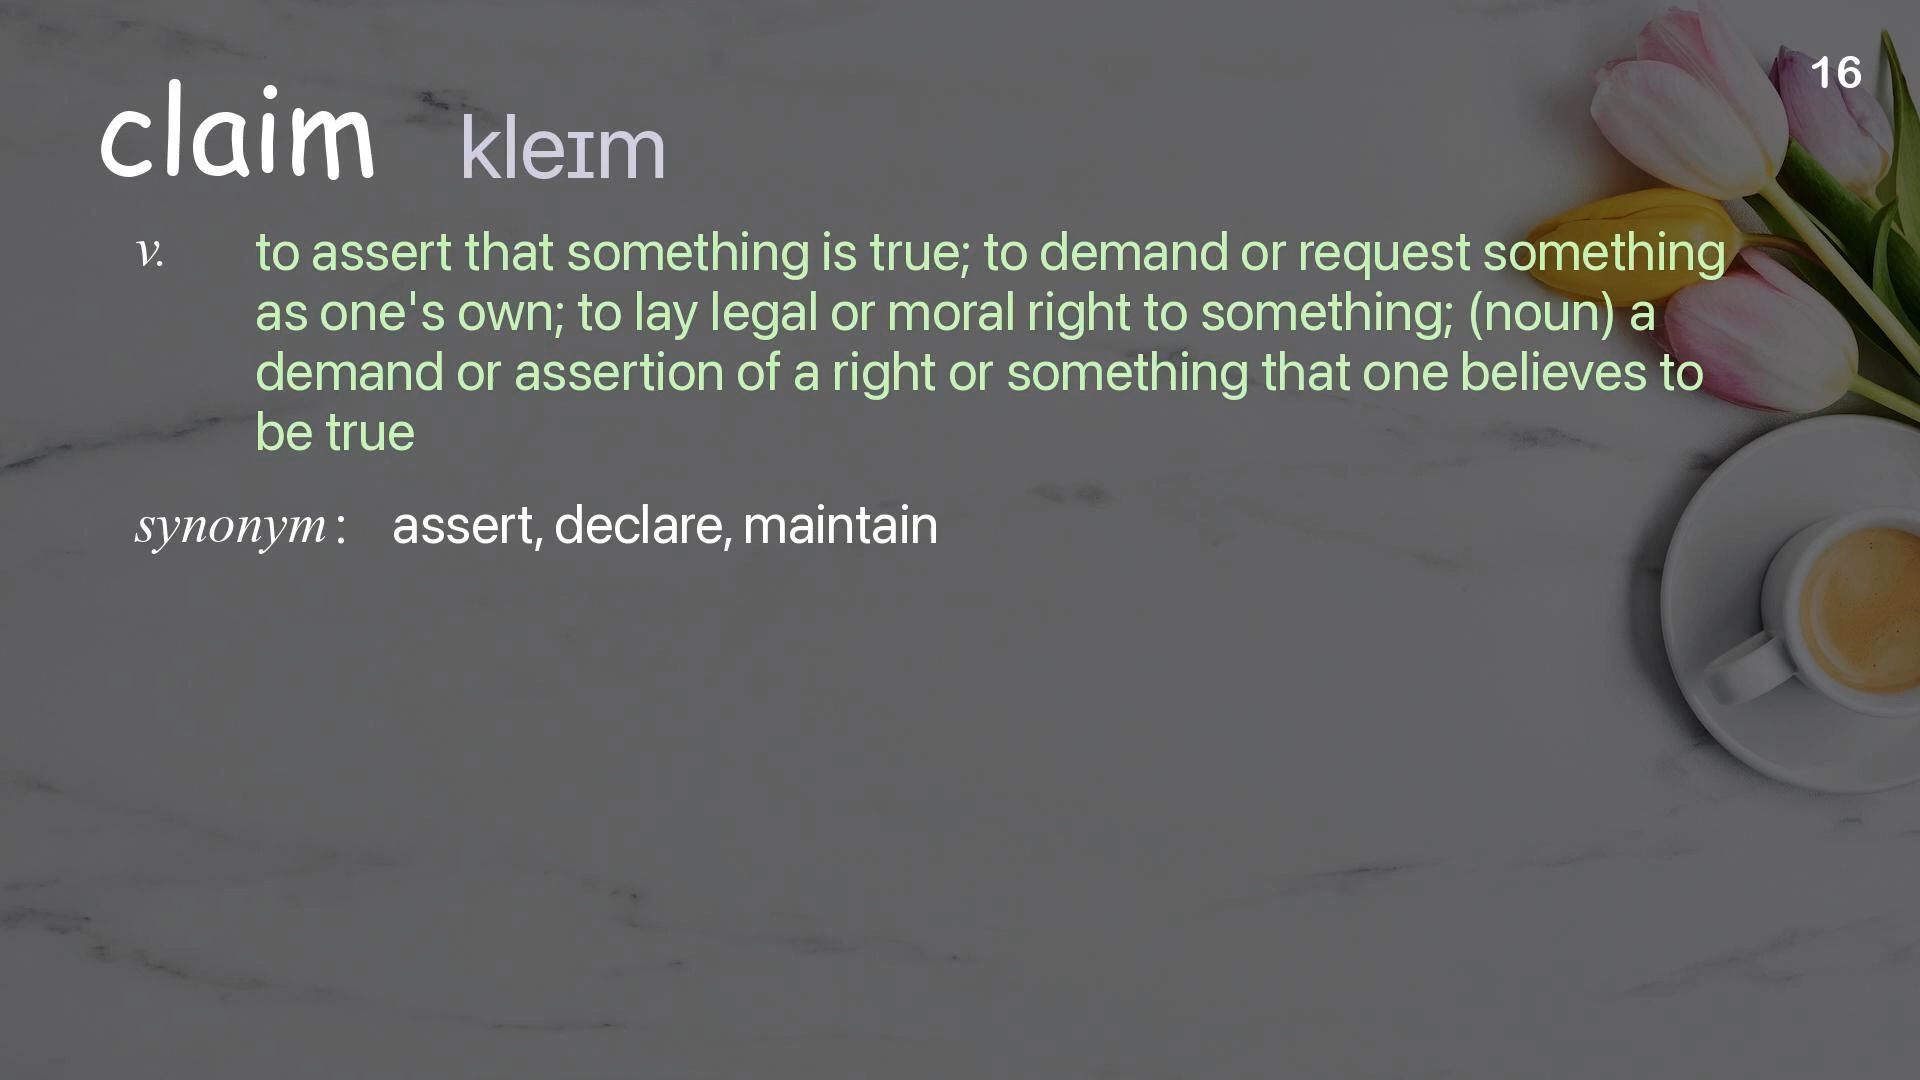 16
claim kleɪm
v. to assert that something is true; to demand or request something
as one's own; to lay legal or moral right to something; (noun) a
demand or assertion of a right or something that one believes to
be true
synonym : assert, declare, maintain